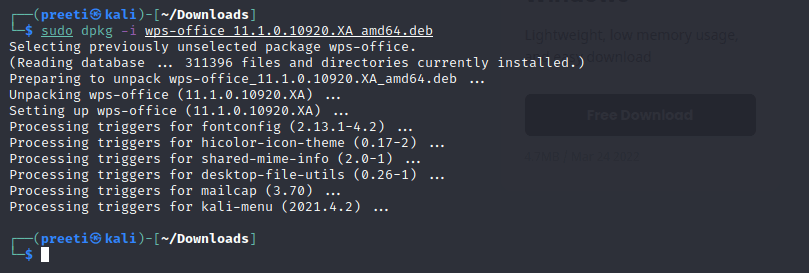 ┌──(preeti㉿kali)-[~/Downloads]
└─$ sudo dpkg -i wps-office_11.1.0.10920.XA_amd64.deb
Selecting previously unselected package wps-office.
(Reading database ... 311396 files and directories currently installed.)
Preparing to unpack wps-office_11.1.0.10920.XA_amd64.deb ...
Unpacking wps-office (11.1.0.10920.XA) ...
Setting up wps-office (11.1.0.10920.XA) ...
Processing triggers for fontconfig (2.13.1-4.2) ...
Processing triggers for hicolor-icon-theme (0.17-2) ...
Processing triggers for shared-mime-info (2.0-1) ...
Processing triggers for desktop-file-utils (0.26-1) ...
Processing triggers for mailcap (3.70) ...
Processing triggers for kali-menu (2021.4.2) ...
┌──(preeti㉿kali)-[~/Downloads]
└─$
Lightweight, low memory usage
Free Download